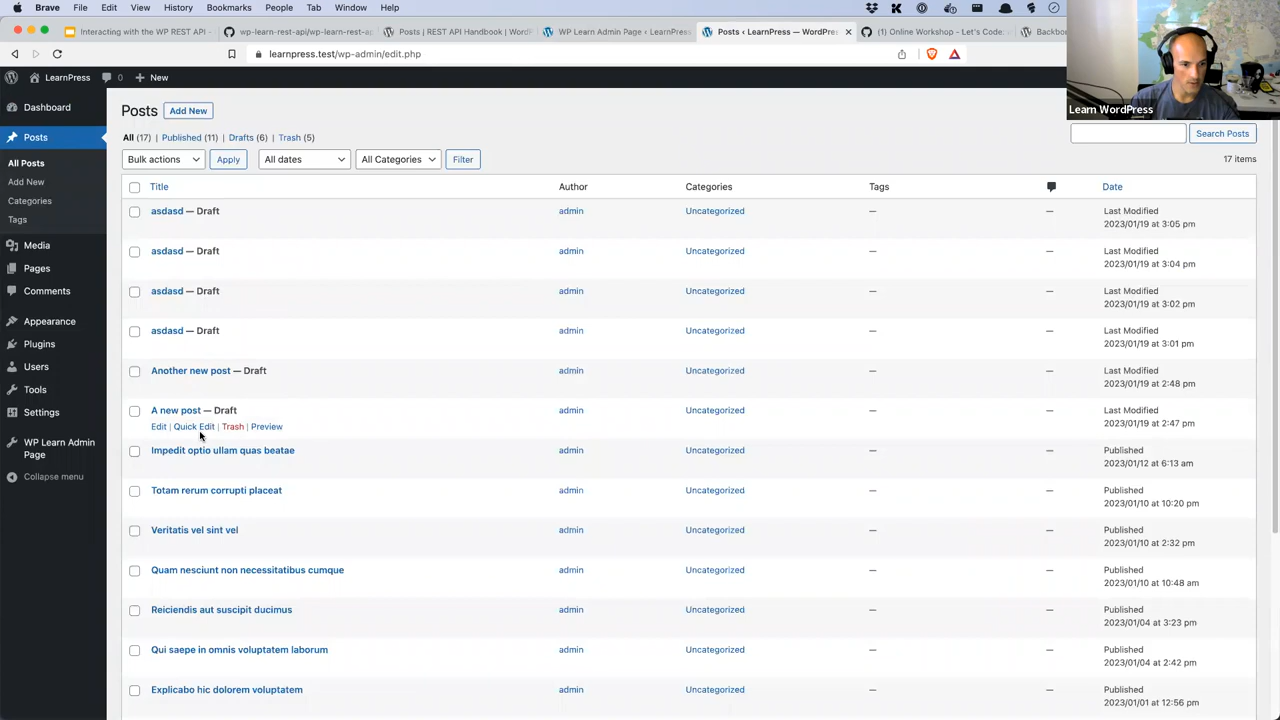 Brave File Edit View History Bookmarks People Tab Window Help
Interacting with the WP REST API - wp-learn-rest-api/wp-learn-rest- Posts | REST API Handbook | Word WP Learn Admin Page ‹ LearnPress Posts ‹ LearnPress — WordPres (1) Online Workshop - Let's Code: Backbon
learnpress.test/wp-admin/edit.php
LearnPress 0 New
Learn WordPress
Dashboard
Posts
All Posts
Add New
Categories
Tags
Media
Pages
Comments
Appearance
Plugins
Users
Tools
Settings
WP Learn Admin
Page
Collapse menu
Posts Add New
All (17) | Published (11) | Drafts (6) | Trash (5)
Search Posts
Bulk actions Apply All dates All Categories Filter
17 items
Title Author Categories Tags Date
asdasd — Draft admin Uncategorized — — Last Modified
2023/01/19 at 3:05 pm
asdasd — Draft admin Uncategorized — — Last Modified
2023/01/19 at 3:04 pm
asdasd — Draft admin Uncategorized — — Last Modified
2023/01/19 at 3:02 pm
asdasd — Draft admin Uncategorized — — Last Modified
2023/01/19 at 3:01 pm
Another new post — Draft admin Uncategorized — — Last Modified
2023/01/19 at 2:48 pm
A new post — Draft admin Uncategorized — — Last Modified
Edit | Quick Edit | Trash | Preview
2023/01/19 at 2:47 pm
Impedit optio ullam quas beatae admin Uncategorized — — Published
2023/01/12 at 6:13 am
Totam rerum corrupti placeat admin Uncategorized — — Published
2023/01/10 at 10:20 pm
Veritatis vel sint vel admin Uncategorized — — Published
2023/01/10 at 2:32 pm
Quam nesciunt non necessitatibus cumque admin Uncategorized — — Published
2023/01/10 at 10:48 am
Reiciendis aut suscipit ducimus admin Uncategorized — — Published
2023/01/04 at 3:23 pm
Qui saepe in omnis voluptatem laborum admin Uncategorized — — Published
2023/01/04 at 2:42 pm
Explicabo hic dolorem voluptatem admin Uncategorized — — Published
2023/01/01 at 12:56 pm